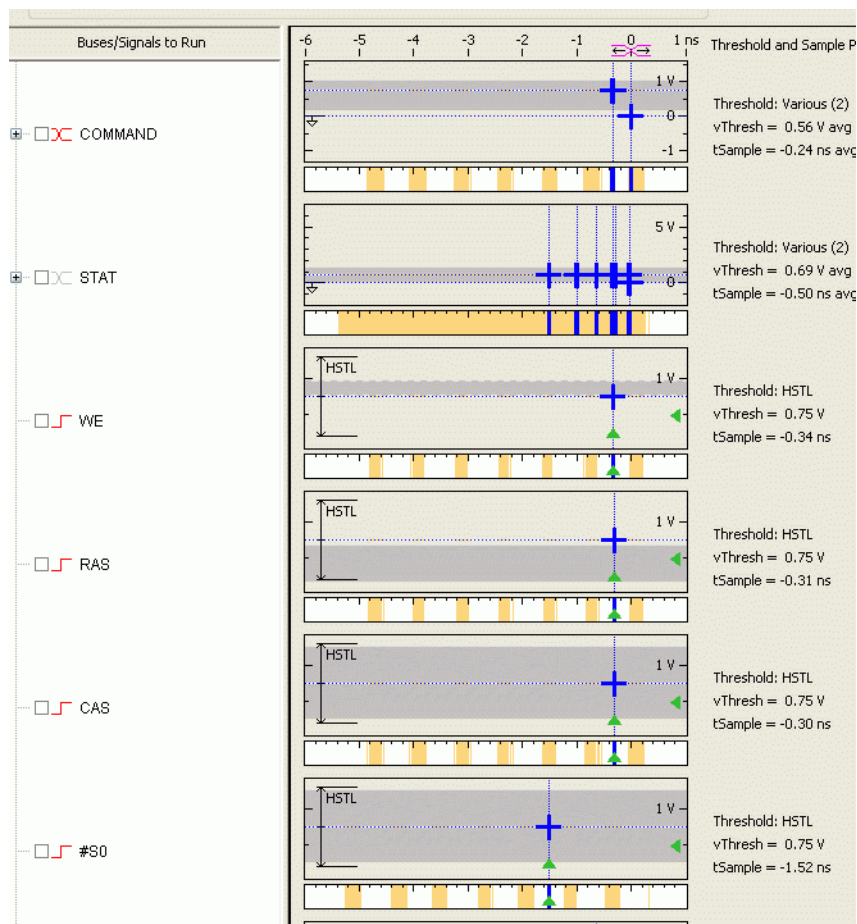 Buses/Signals to Run
-6 -5 -4 -3 -2 -1 0 1 ns
Threshold and Sample P
COMMAND
1 V
0
-1
Threshold: Various (2)
vThresh = 0.56 V avg
tSample = -0.24 ns avg
STAT
5 V
0
Threshold: Various (2)
vThresh = 0.69 V avg
tSample = -0.50 ns avg
WE
HSTL
1 V
Threshold: HSTL
vThresh = 0.75 V
tSample = -0.34 ns
RAS
HSTL
1 V
Threshold: HSTL
vThresh = 0.75 V
tSample = -0.31 ns
CAS
HSTL
1 V
Threshold: HSTL
vThresh = 0.75 V
tSample = -0.30 ns
#S0
HSTL
1 V
Threshold: HSTL
vThresh = 0.75 V
tSample = -1.52 ns